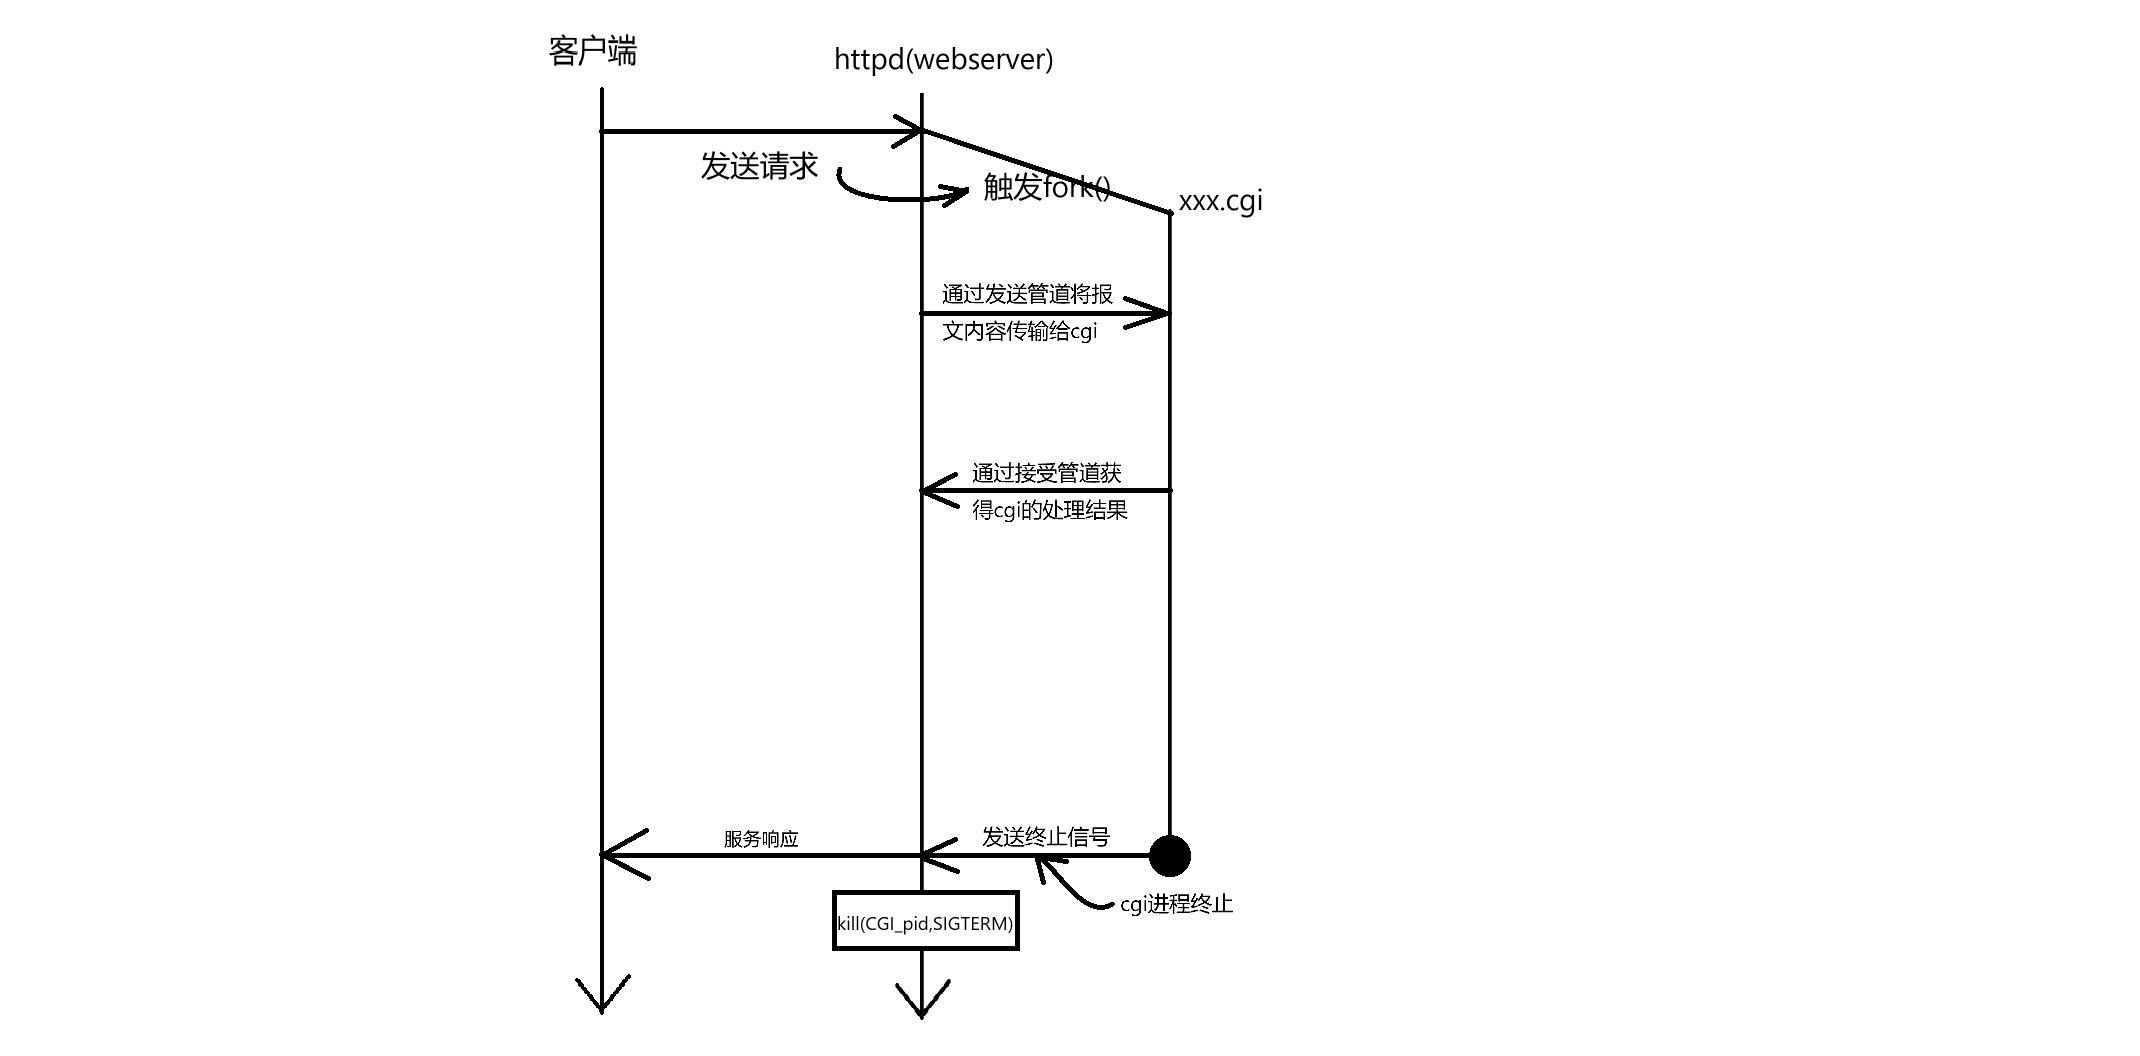 客户端
httpd(webserver)
发送请求
触发fork()
xxx.cgi
通过发送管道将报
文内容传输给cgi
通过接受管道获
得cgi的处理结果
服务响应
发送终止信号
cgi进程终止
kill(CGI_pid,SIGTERM)